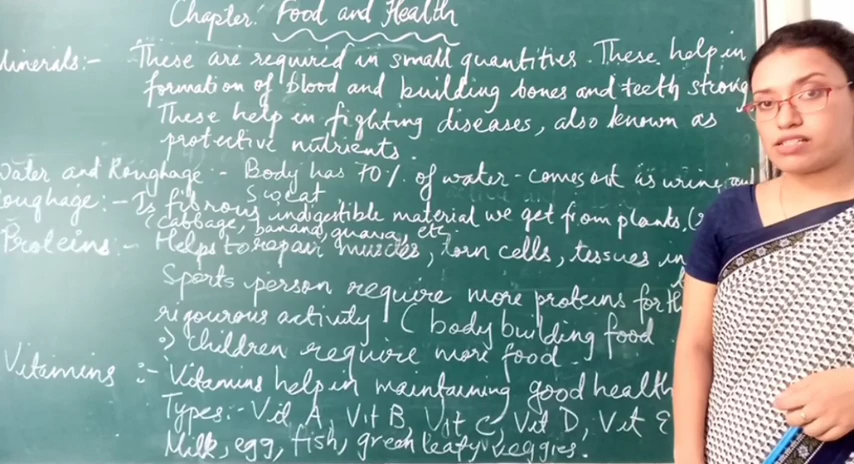 Chapter: Food and Health
Minerals:- These are required in small quantities. These help in
formation of blood and building bones and teeth strong
These help in fighting diseases, also known as
protective nutrients.
Water and Roughage:- Body has 70% of water - comes out is urine and
Sweat
Roughage:- Is fibrous indigestible material we get from plants,
(cabbage, banana, guava, etc.
Proteins:- Helps to repair muscles, torn cells, tissues in
Sports person require more proteins for th
rigourous activity (body building food
:) Children require more food
Vitamins:- Vitamins help in maintaining good health
Types:- Vit A, Vit B, Vit C, Vit D, Vit E
Milk, egg, fish, green leafy veggies.